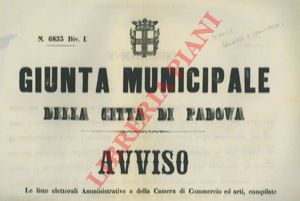 N. 6835 Div. I.
GIUNTA MUNICIPALE
DELLA CITTÀ DI PADOVA
AVVISO
Le liste elettorali Amministrative e della Camera di Commercio ed arti, compilate
LIBRERIA PIANI